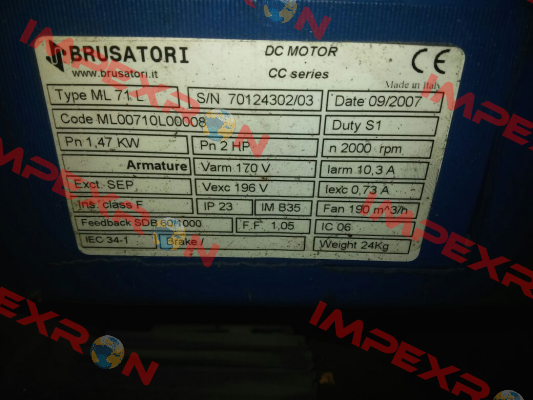 BRUSATORI
www.brusatori.it
DC MOTOR
CC series
CE
Made in Italy
Type ML 71 L
S/N 70124302/03
Date 09/2007
Code ML00710L00008
Duty S1
Pn 1,47 KW
Pn 2 HP
n 2000 rpm
Armature
Varm 170 V
Iarm 10,3 A
Exct. SEP.
Vexc 196 V
Iexc 0,73 A
Ins. class F
IP 23
IM B35
Fan 190 m^3/h
Feedback SDB 60M1000
F.F. 1,05
IC 06
IEC 34-1
Brake /
Weight 24Kg
IMPEXRON
IMPEXRON
IMPEXRON
IMPEXRON